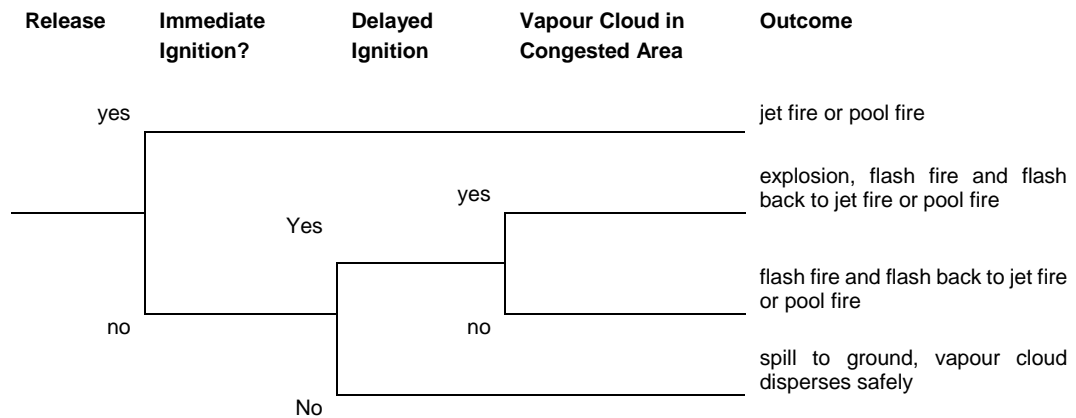 Release
Immediate
Ignition?
Delayed
Ignition
Vapour Cloud in
Congested Area
Outcome
yes
jet fire or pool fire
explosion, flash fire and flash
back to jet fire or pool fire
yes
Yes
flash fire and flash back to jet fire
or pool fire
no
no
spill to ground, vapour cloud
disperses safely
No